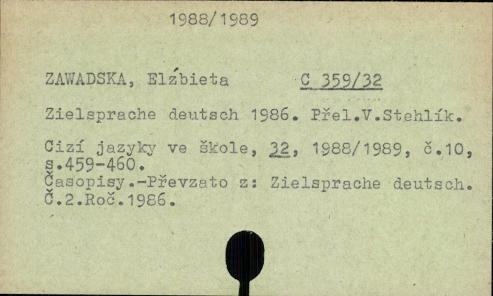 1988/1989
ZAWADSKA, Elźbieta C 359/32
Zielsprache deutsch 1986. Přel.V.Stehlík.
Cizí jazyky ve škole, 32, 1988/1989, č.10,
s.459-460.
Časopisy.-Převzato z: Zielsprache deutsch.
Č.2.Roč.1986.